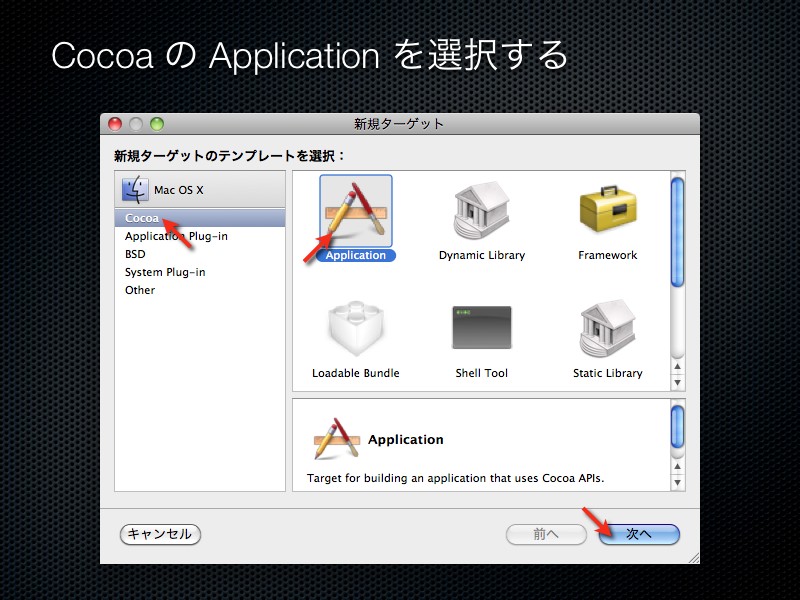 Cocoa の Application を選択する
新規ターゲット
新規ターゲットのテンプレートを選択：
Mac OS X
Cocoa
Application Plug-in
BSD
System Plug-in
Other
Application
Dynamic Library
Framework
Loadable Bundle
Shell Tool
Static Library
Application
Target for building an application that uses Cocoa APIs.
キャンセル
前へ
次へ